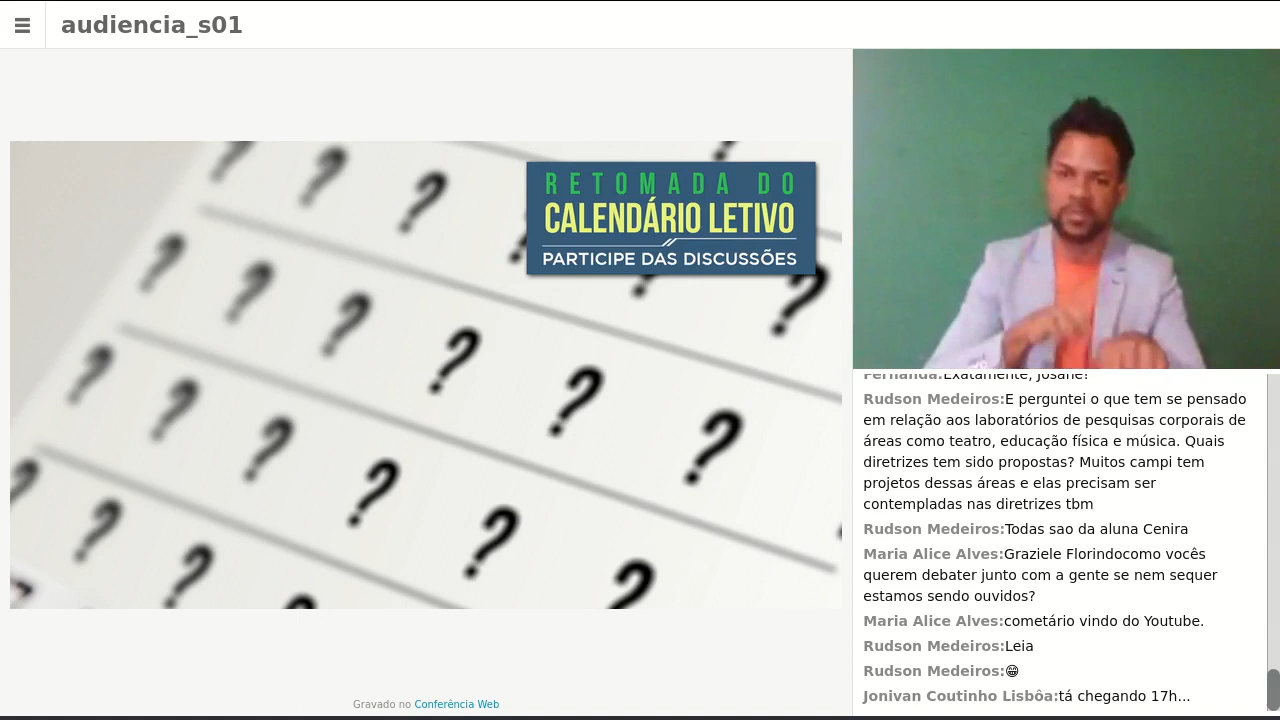 audiencia_s01
RETOMADA DO
CALENDÁRIO LETIVO
PARTICIPE DAS DISCUSSÕES
Gravado no Conferência Web
Fernanda:Exatamente, Josane!
Rudson Medeiros:E perguntei o que tem se pensado
em relação aos laboratórios de pesquisas corporais de
áreas como teatro, educação física e música. Quais
diretrizes tem sido propostas? Muitos campi tem
projetos dessas áreas e elas precisam ser
contempladas nas diretrizes tbm
Rudson Medeiros:Todas sao da aluna Cenira
Maria Alice Alves:Graziele Florindocomo vocês
querem debater junto com a gente se nem sequer
estamos sendo ouvidos?
Maria Alice Alves:cometário vindo do Youtube.
Rudson Medeiros:Leia
Rudson Medeiros:😁
Jonivan Coutinho Lisbôa:tá chegando 17h...